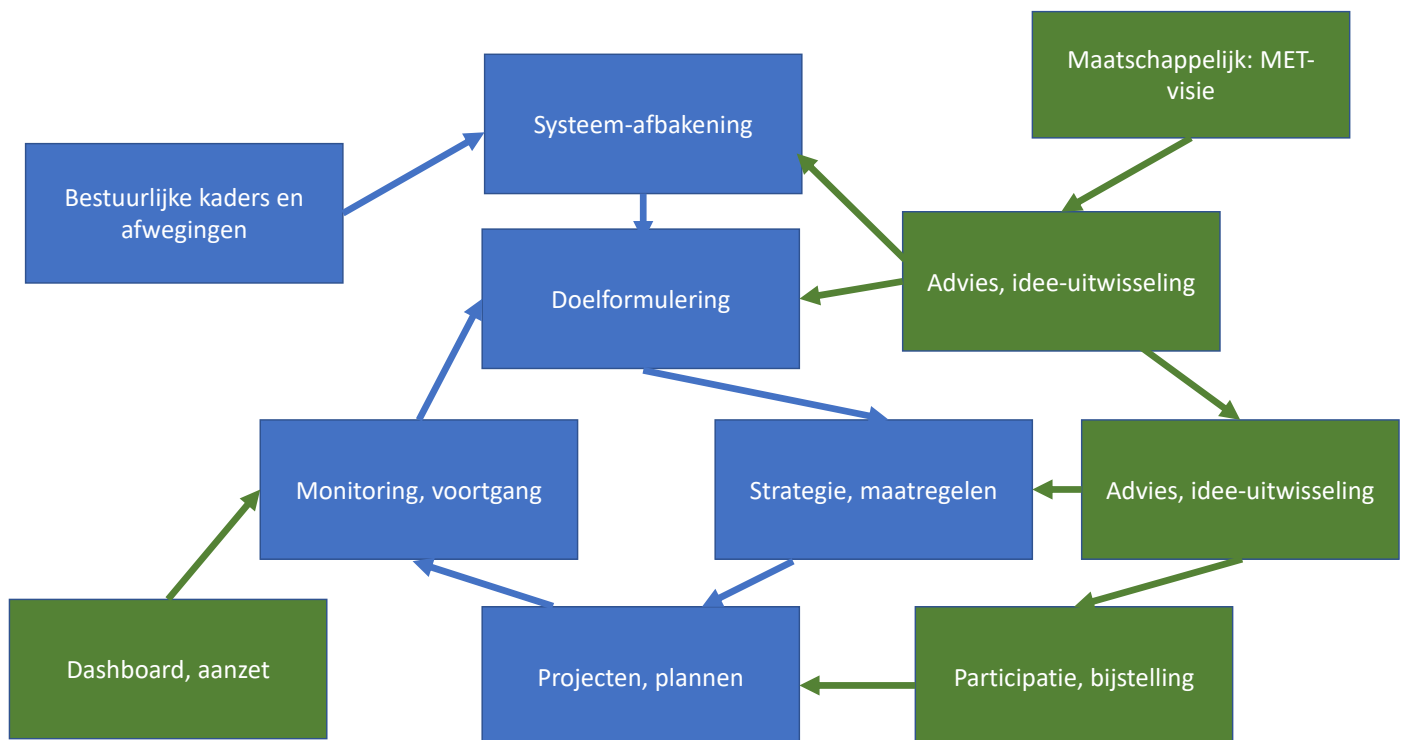 Maatschappelijk: MET-
visie
Systeem-afbakening
Bestuurlijke kaders en
afwegingen
Doelformulering
Advies, idee-uitwisseling
Monitoring, voortgang
Strategie, maatregelen
Advies, idee-uitwisseling
Dashboard, aanzet
Projecten, plannen
Participatie, bijstelling